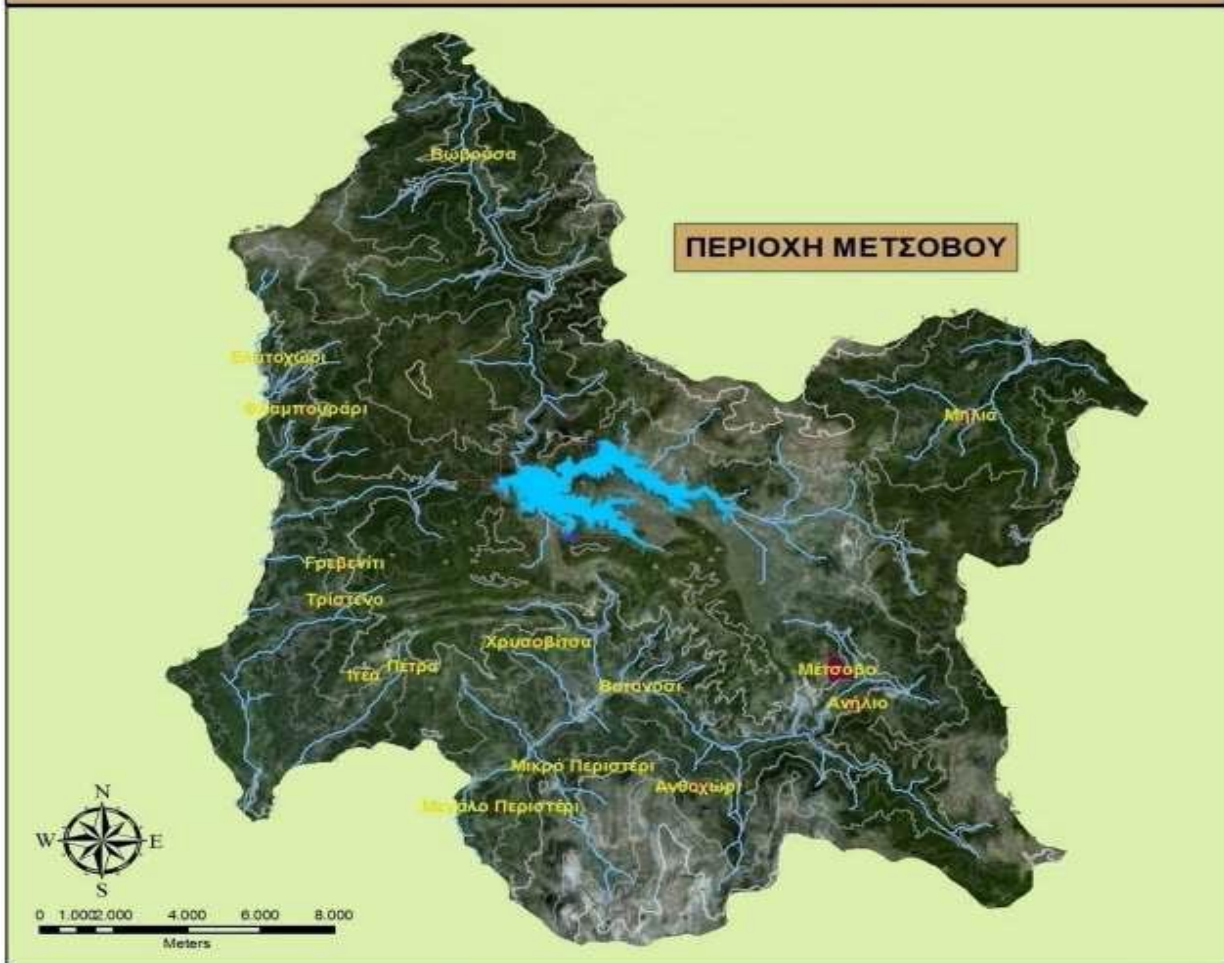 Βωβούσα
ΠΕΡΙΟΧΗ ΜΕΤΣΟΒΟΥ
Ελατοχώρι
Φλαμπουράρι
Μηλιά
Γρεβενίτι
Τρίστενο
Χρυσοβίτσα
Πέτρα
Ιτέα
Μέτσοβο
Βοτονόσι
Ανήλιο
Μικρό Περιστέρι
Ανθοχώρι
Μεγάλο Περιστέρι
N
W E
S
0 1.000 2.000 4.000 6.000 8.000
Meters